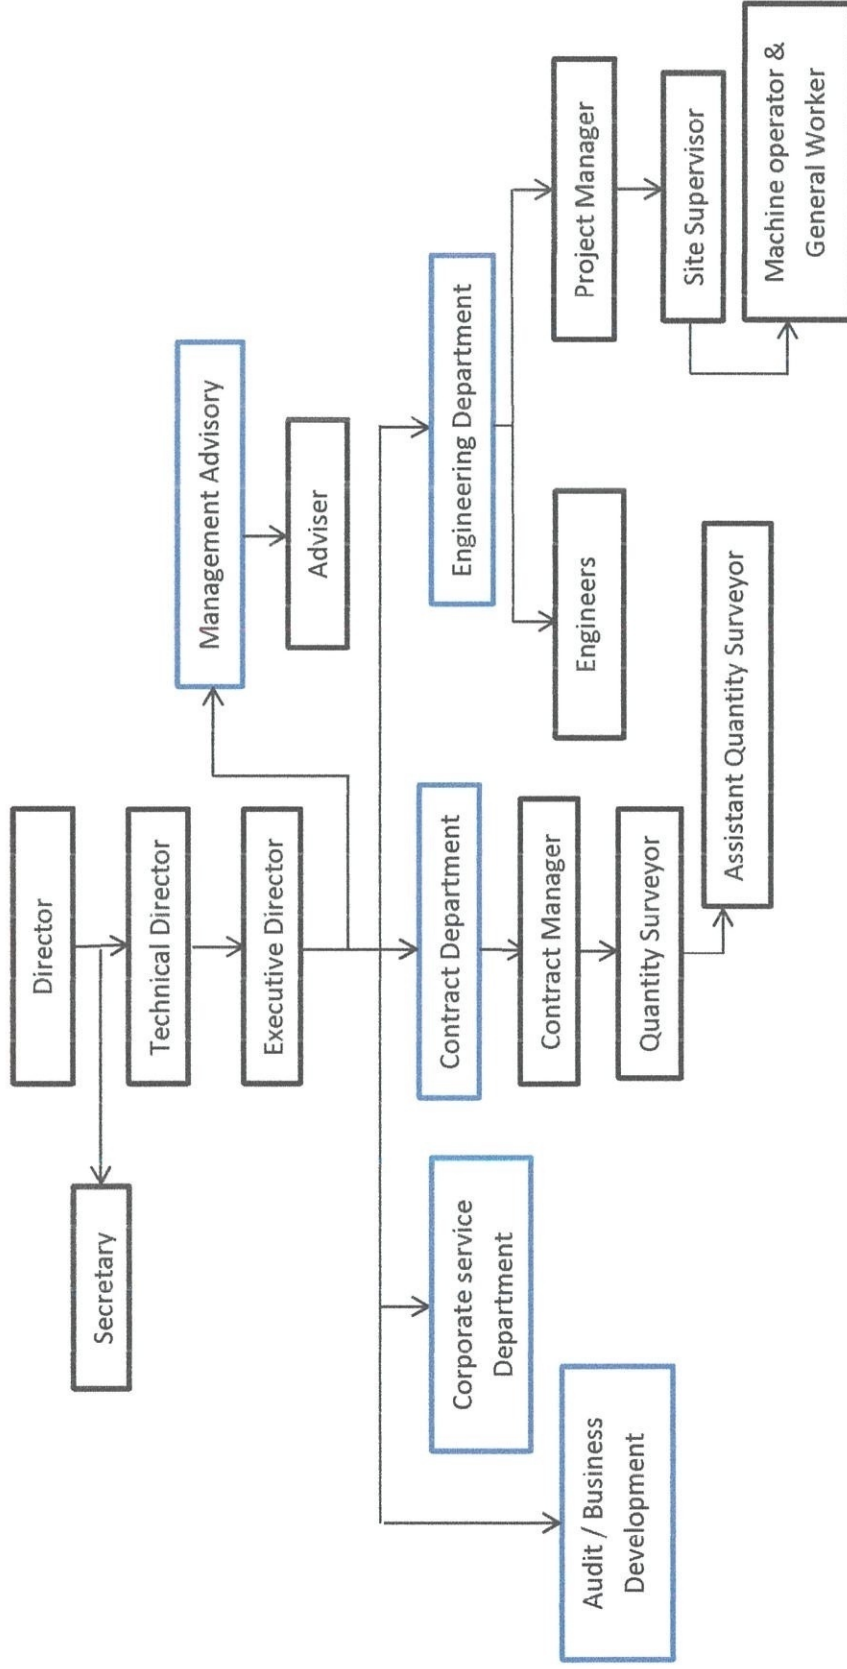 Director
Secretary
Technical Director
Executive Director
Management Advisory
Adviser
Audit / Business
Development
Corporate service
Department
Contract Department
Contract Manager
Quantity Surveyor
Assistant Quantity Surveyor
Engineering Department
Engineers
Project Manager
Site Supervisor
Machine operator &
General Worker